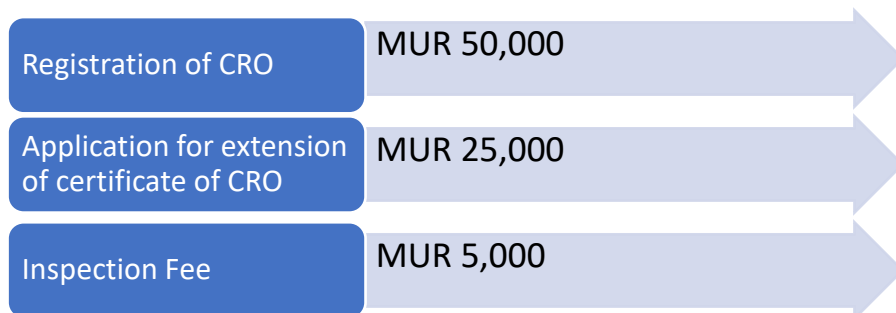 Registration of CRO
MUR 50,000
Application for extension
of certificate of CRO
MUR 25,000
Inspection Fee
MUR 5,000